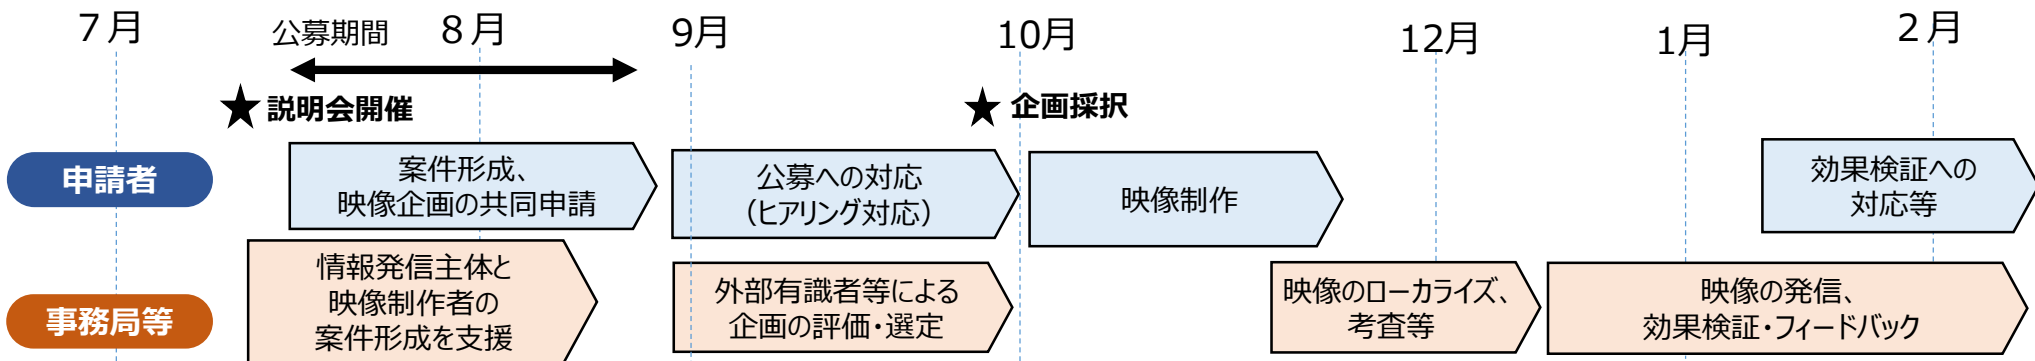 7月
公募期間
8月
9月
10月
12月
1月
2月
★説明会開催
★企画採択
申請者
案件形成、
映像企画の共同申請
公募への対応
（ヒアリング対応）
映像制作
効果検証への
対応等
事務局等
情報発信主体と
映像制作者の
案件形成を支援
外部有識者等による
企画の評価・選定
映像のローカライズ、
考査等
映像の発信、
効果検証・フィードバック